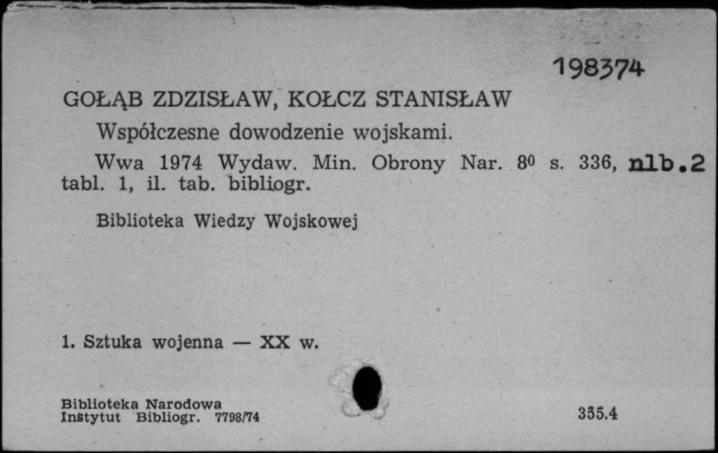 198374
GOŁĄB ZDZISŁAW, KOŁCZ STANISŁAW
Współczesne dowodzenie wojskami.
Wwa 1974 Wydaw. Min. Obrony Nar. 8⁰ s. 336, nlb.2
tabl. 1, il. tab. bibliogr.
Biblioteka Wiedzy Wojskowej
1. Sztuka wojenna — XX w.
Biblioteka Narodowa
Instytut Bibliogr. 7798/74
355.4